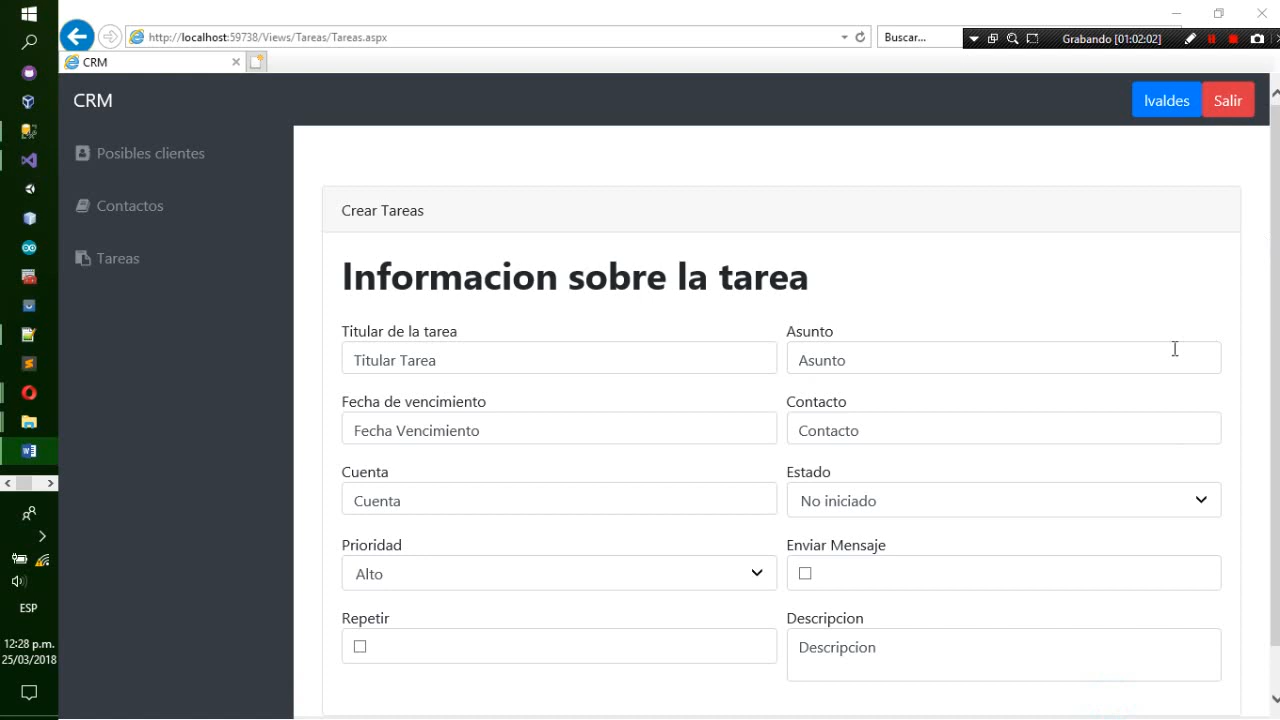 http://localhost:59738/Views/Tareas/Tareas.aspx
Buscar...
Grabando [01:02:02]
CRM
CRM
lvaldes
Salir
Posibles clientes
Contactos
Tareas
Crear Tareas
Informacion sobre la tarea
Titular de la tarea
Asunto
Titular Tarea
Asunto
Fecha de vencimiento
Contacto
Fecha Vencimiento
Contacto
Cuenta
Estado
Cuenta
No iniciado
Prioridad
Enviar Mensaje
Alto
Repetir
Descripcion
Descripcion
ESP
12:28 p.m.
25/03/2018